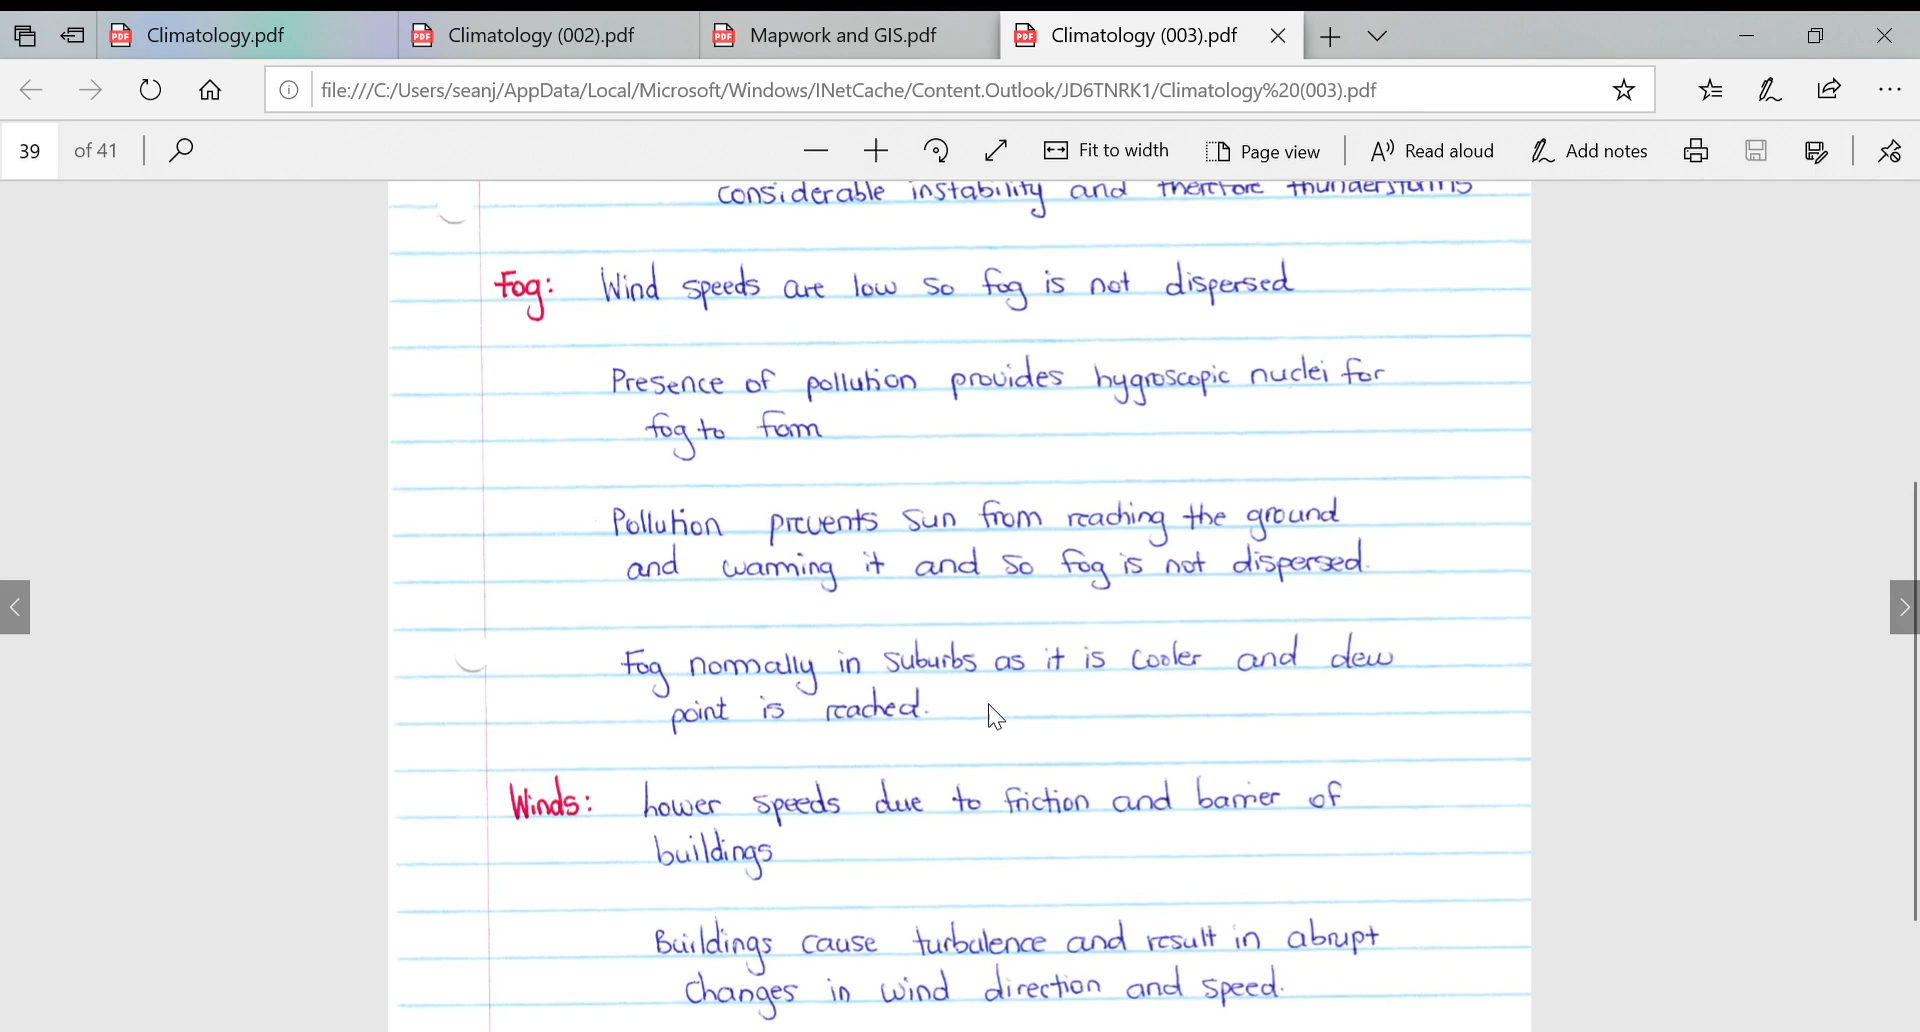 Climatology.pdf
Climatology (002).pdf
Mapwork and GIS.pdf
Climatology (003).pdf
file:///C:/Users/seanj/AppData/Local/Microsoft/Windows/INetCache/Content.Outlook/JD6TNRK1/Climatology%20(003).pdf
39 of 41
Fit to width
Page view
Read aloud
Add notes
considerable instability and therefore thunderstorms
Fog: Wind speeds are low so fog is not dispersed
Presence of pollution provides hygroscopic nuclei for
fog to form
Pollution prevents sun from reaching the ground
and warming it and so fog is not dispersed.
Fog normally in suburbs as it is cooler and dew
point is reached.
Winds: Lower speeds due to friction and barrier of
buildings
Buildings cause turbulence and result in abrupt
changes in wind direction and speed.